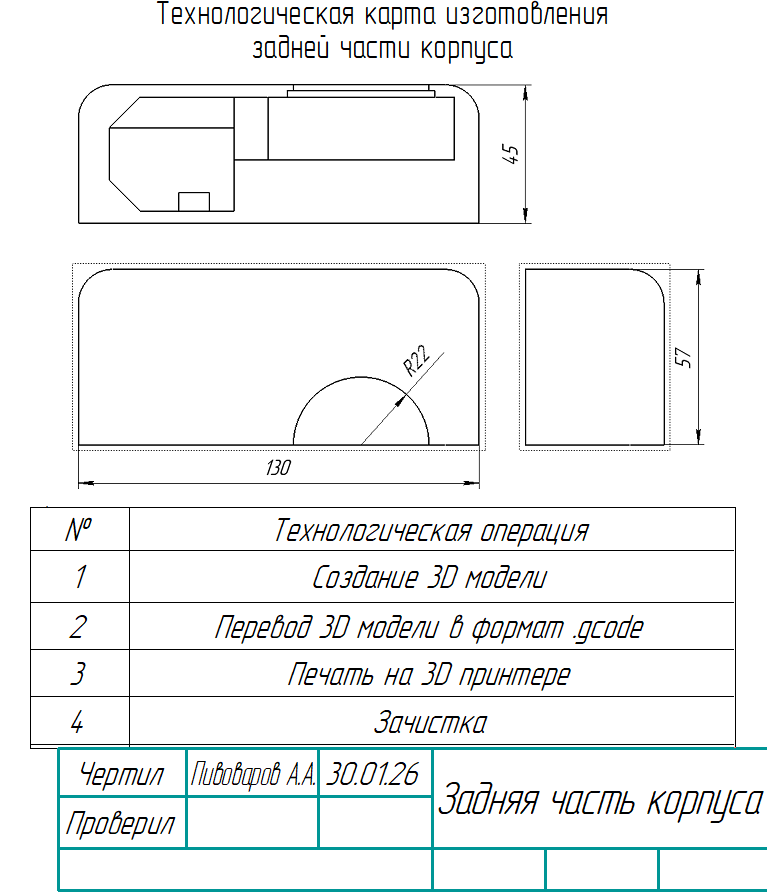 Технологическая карта изготовления
задней части корпуса
45
R22
57
130
№ Технологическая операция
1 Создание 3D модели
2 Перевод 3D модели в формат .gcode
3 Печать на 3D принтере
4 Зачистка
Чертил Пивоваров А.А. 30.01.26
Задняя часть корпуса
Проверил